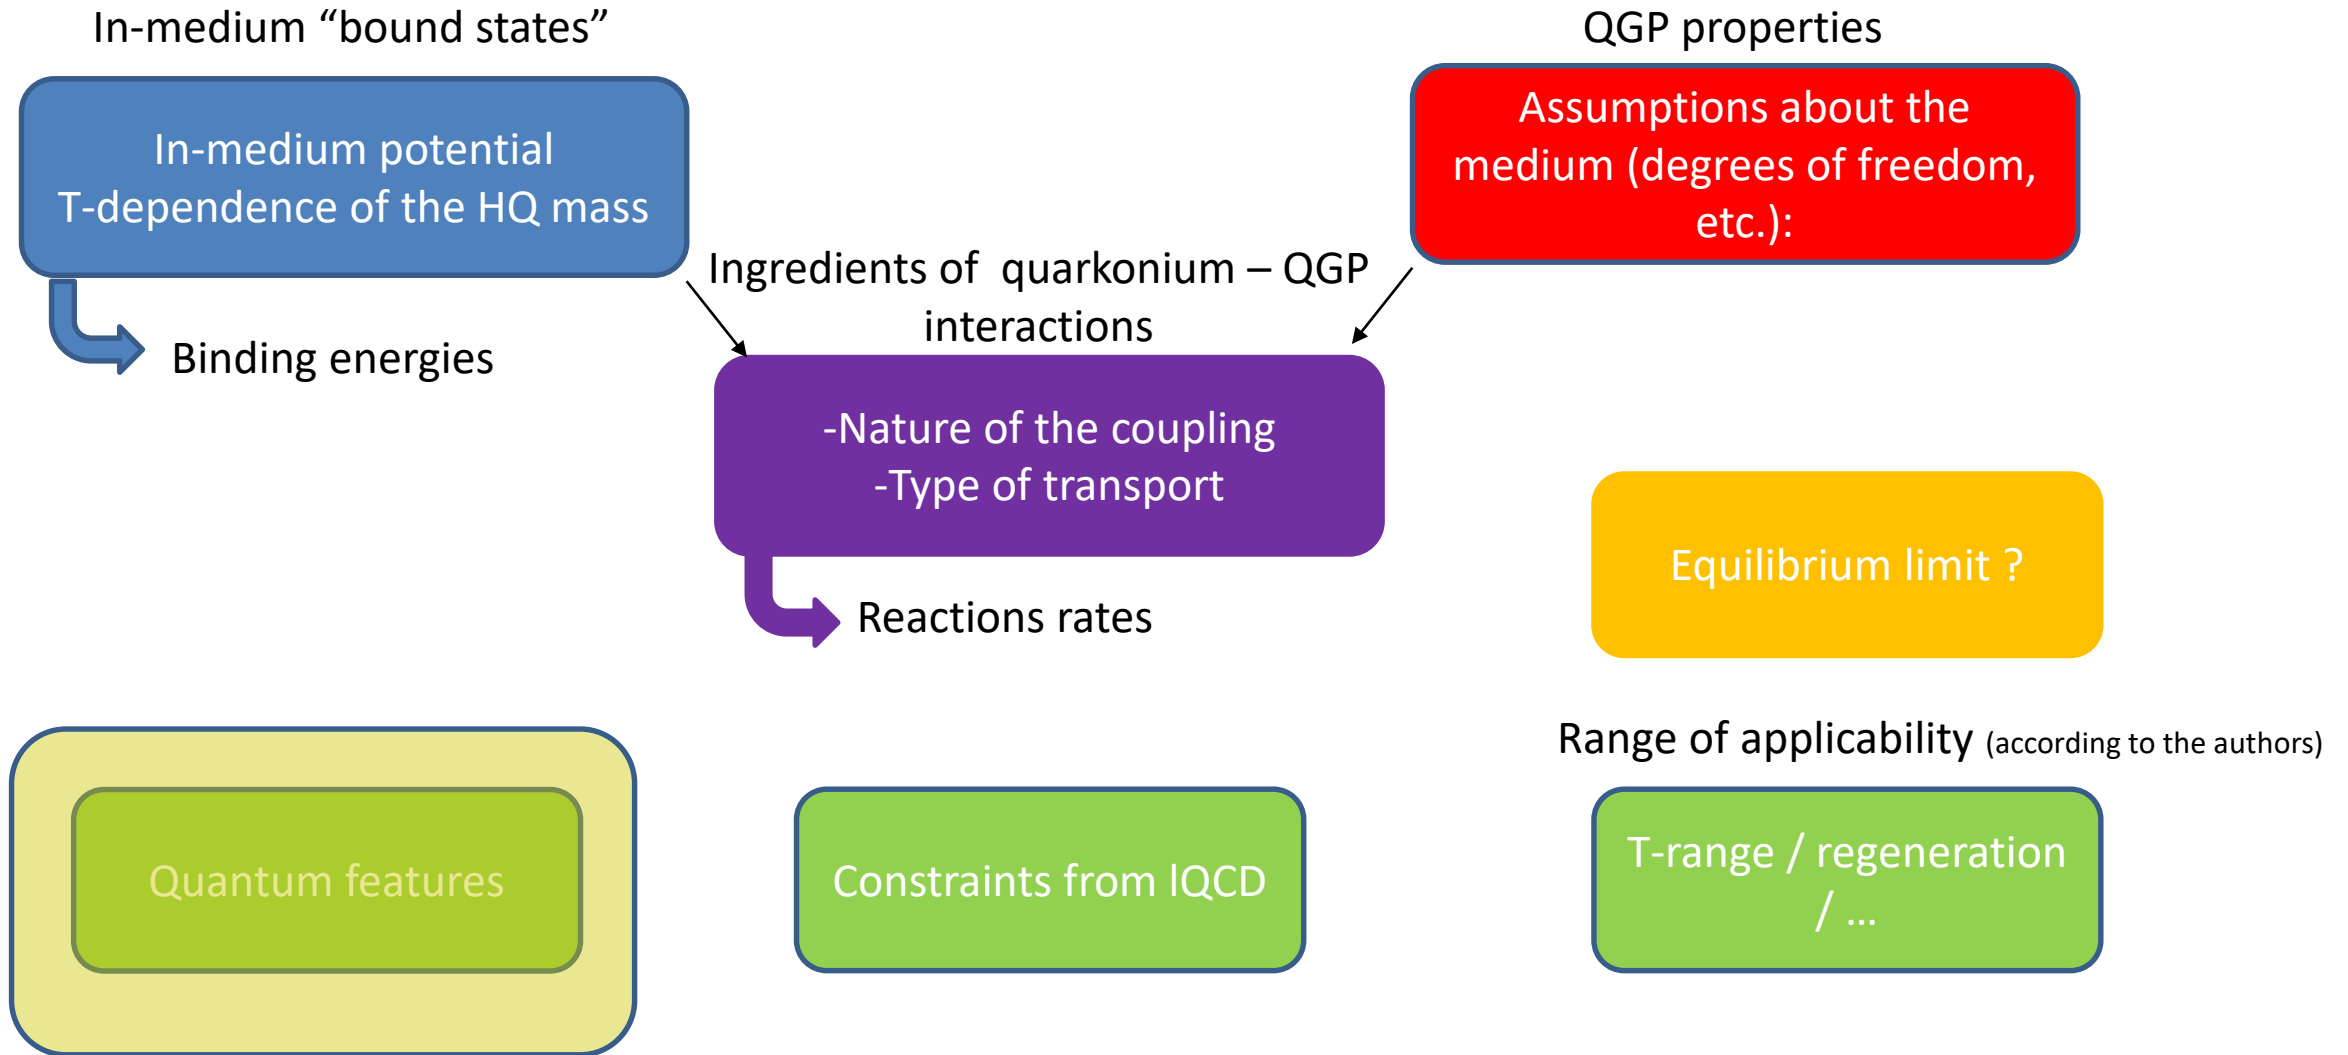 In-medium “bound states”
QGP properties
In-medium potential
T-dependence of the HQ mass
Assumptions about the
medium (degrees of freedom,
etc.):
Ingredients of  quarkonium – QGP
interactions
Binding energies
-Nature of the coupling
-Type of transport
Equilibrium limit ?
Reactions rates
Range of applicability (according to the authors)
Quantum features
Constraints from lQCD
T-range / regeneration
/ ...